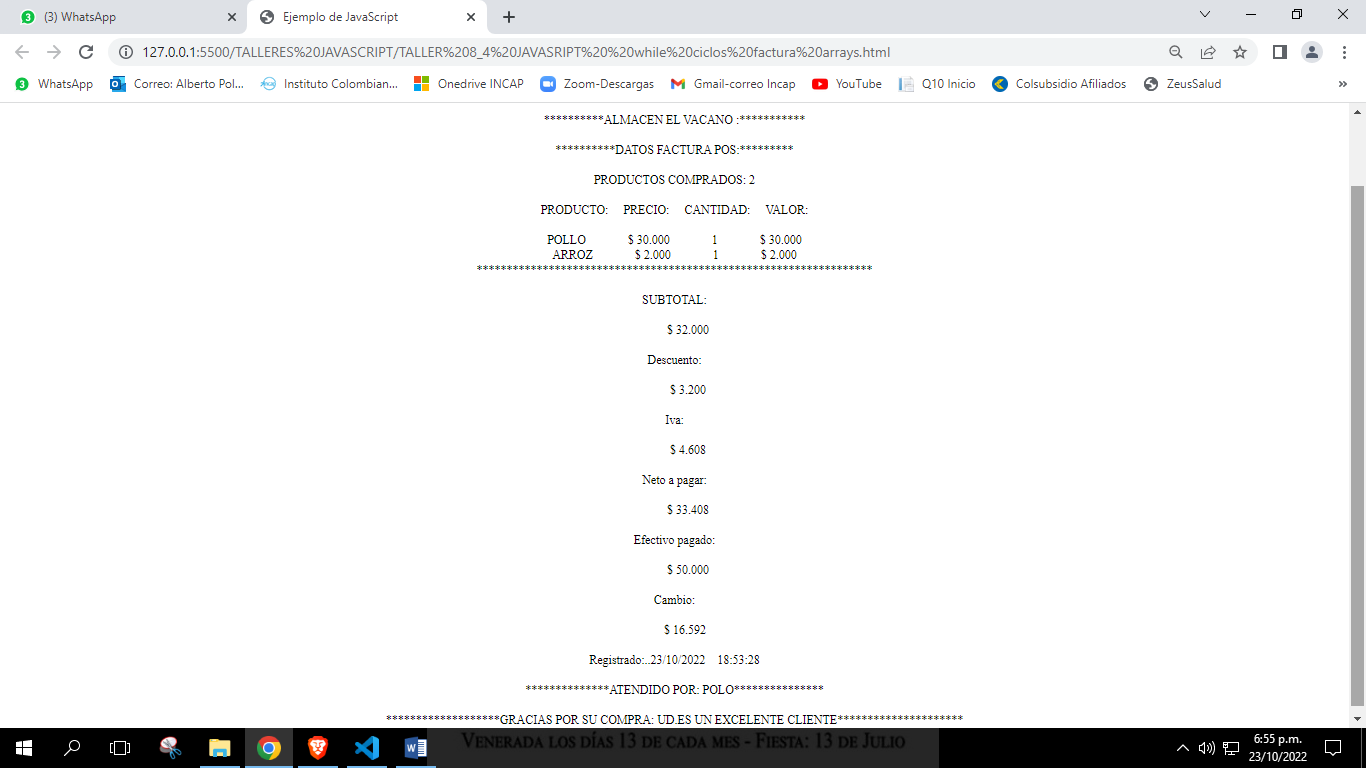 (3) WhatsApp
Ejemplo de JavaScript
127.0.0.1:5500/TALLERES%20JAVASCRIPT/TALLER%208_4%20JAVASRIPT%20%20while%20ciclos%20factura%20arrays.html
WhatsApp Correo: Alberto Pol... Instituto Colombian... Onedrive INCAP Zoom-Descargas Gmail-correo Incap YouTube Q10 Inicio Colsubsidio Afiliados ZeusSalud »
**********ALMACEN EL VACANO :***********
**********DATOS FACTURA POS:*********
PRODUCTOS COMPRADOS: 2
PRODUCTO: PRECIO: CANTIDAD: VALOR:
POLLO $ 30.000 1 $ 30.000
ARROZ $ 2.000 1 $ 2.000
******************************************************************
SUBTOTAL:
$ 32.000
Descuento:
$ 3.200
Iva:
$ 4.608
Neto a pagar:
$ 33.408
Efectivo pagado:
$ 50.000
Cambio:
$ 16.592
Registrado:..23/10/2022 18:53:28
**************ATENDIDO POR: POLO***************
*******************GRACIAS POR SU COMPRA: UD.ES UN EXCELENTE CLIENTE*********************
Venerada los días 13 de cada mes - Fiesta: 13 de Julio
6:55 p.m.
23/10/2022